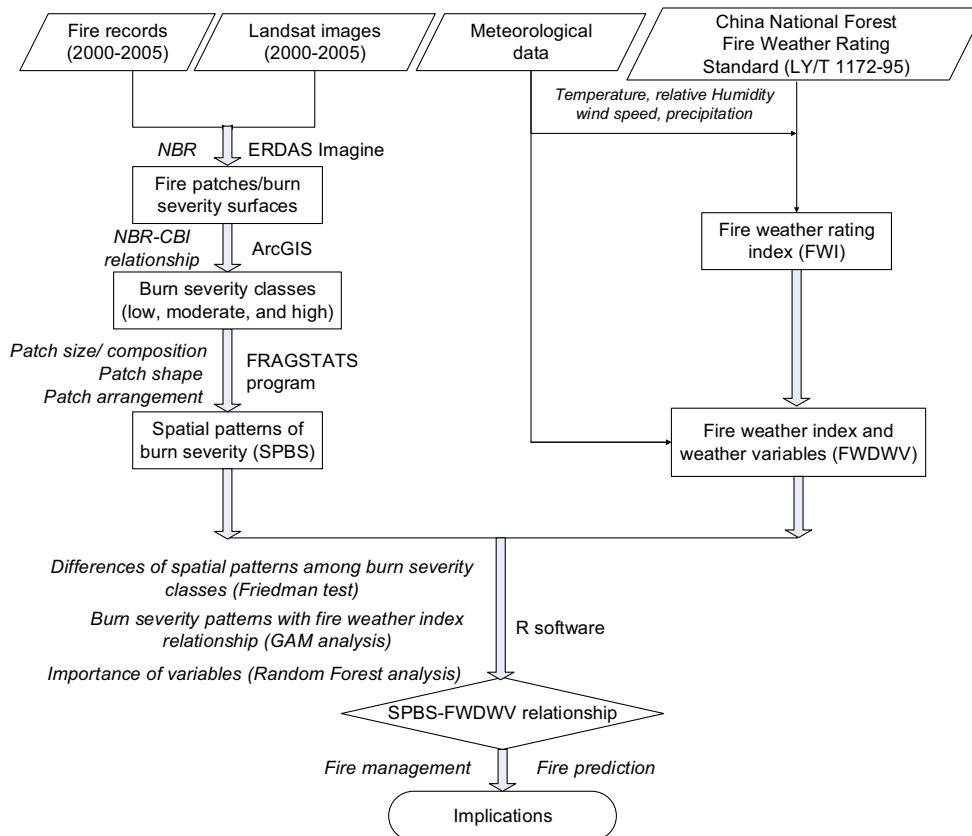 Fire records
(2000-2005)
Landsat images
(2000-2005)
Meteorological
data
China National Forest
Fire Weather Rating
Standard (LY/T 1172-95)
Temperature, relative Humidity
wind speed, precipitation
NBR
ERDAS Imagine
Fire patches/burn
severity surfaces
NBR-CBI
relationship
ArcGIS
Burn severity classes
(low, moderate, and high)
Patch size/ composition
Patch shape
Patch arrangement
FRAGSTATS
program
Spatial patterns of
burn severity (SPBS)
Fire weather rating
index (FWI)
Fire weather index and
weather variables (FWDWV)
Differences of spatial patterns among burn severity
classes (Friedman test)
Burn severity patterns with fire weather index
relationship (GAM analysis)
Importance of variables (Random Forest analysis)
R software
SPBS-FWDWV relationship
Fire management
Fire prediction
Implications